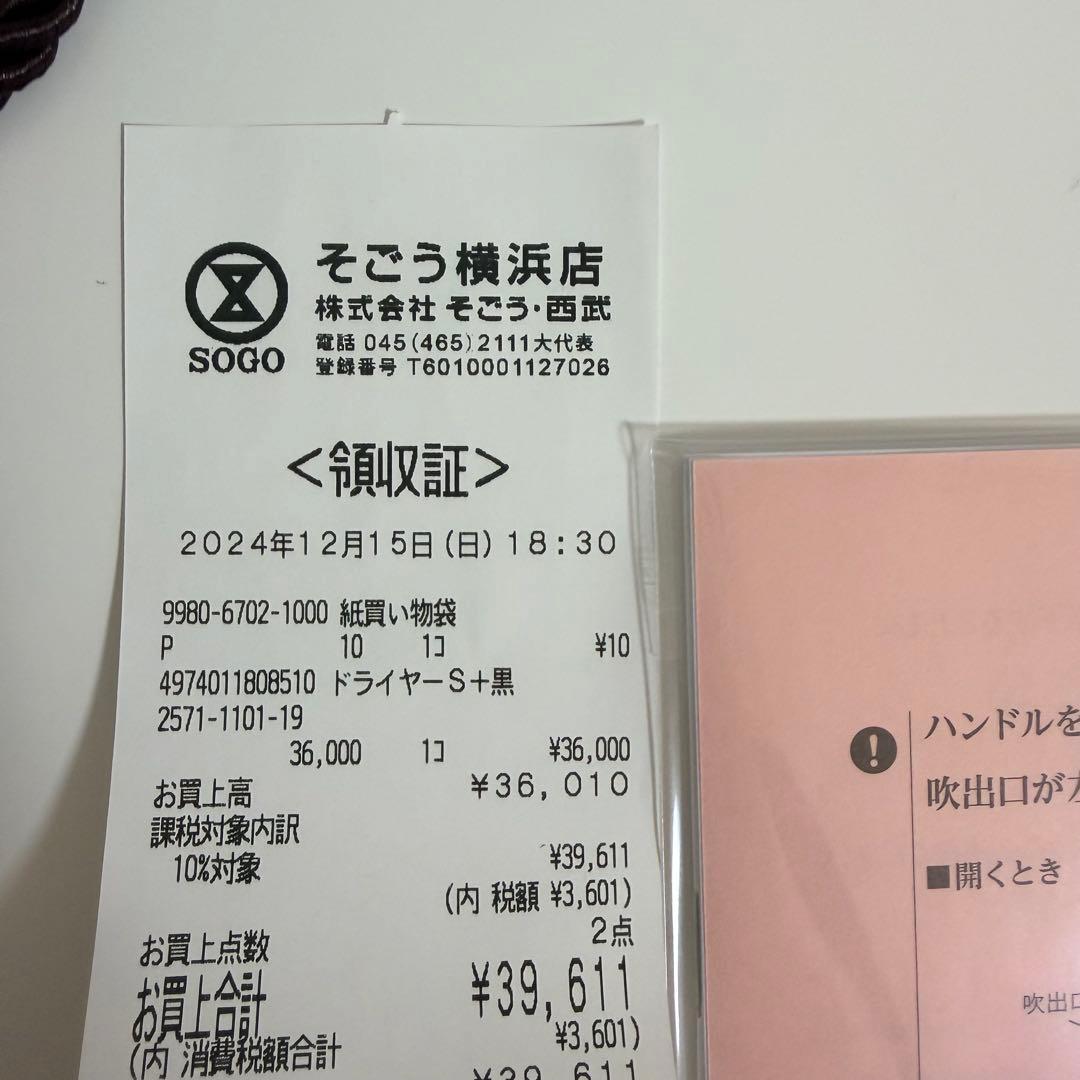 SOGO
そごう横浜店
株式会社 そごう・西武
電話 045(465)2111大代表
登録番号 T6010001127026
<領収証>
2024年12月15日(日) 18:30
9980-6702-1000 紙買い物袋
P 10 1コ ¥10
4974011808510 ドライヤーS+黒
2571-1101-19
36,000 1コ ¥36,000
お買上高 ¥36,010
課税対象内訳
10%対象 ¥39,611
(内 税額 ¥3,601)
お買上点数 2点
お買上合計 ¥39,611
(内 消費税額合計 ¥3,601)
¥39,611
ハンドルを
吹出口が
■開くとき
吹出口